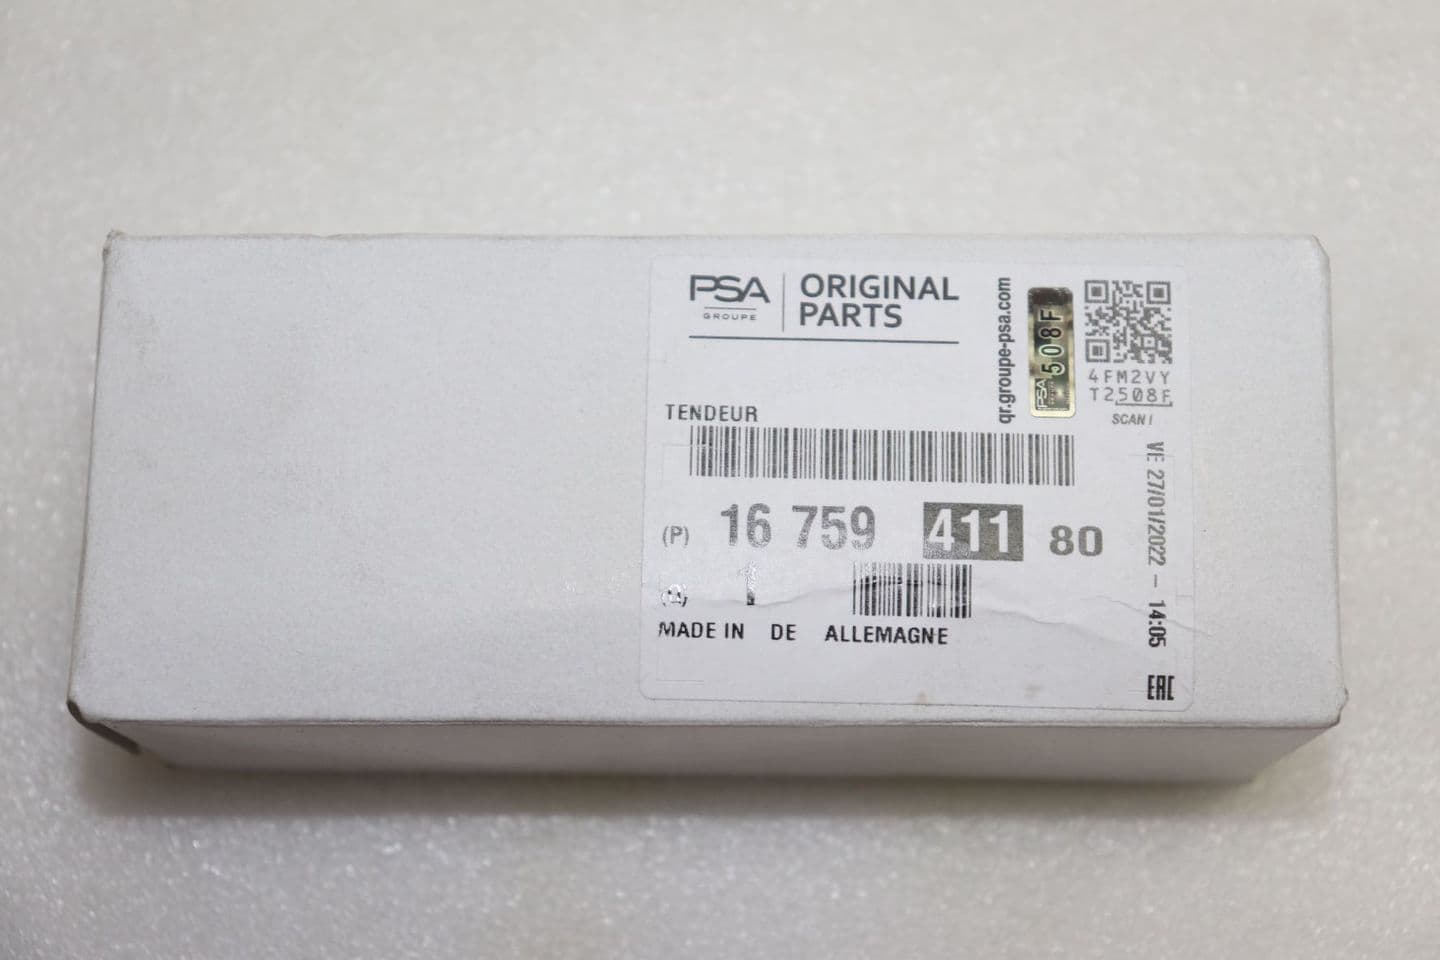 PSA
GROUPE
ORIGINAL
PARTS
qr.groupe-psa.com
PSA
508F
4FM2VY
T2508F
SCAN !
TENDEUR
(P) 16 759 411 80
(Q) 1
MADE IN DE ALLEMAGNE
VE 27/01/2022 - 14:05
EAC